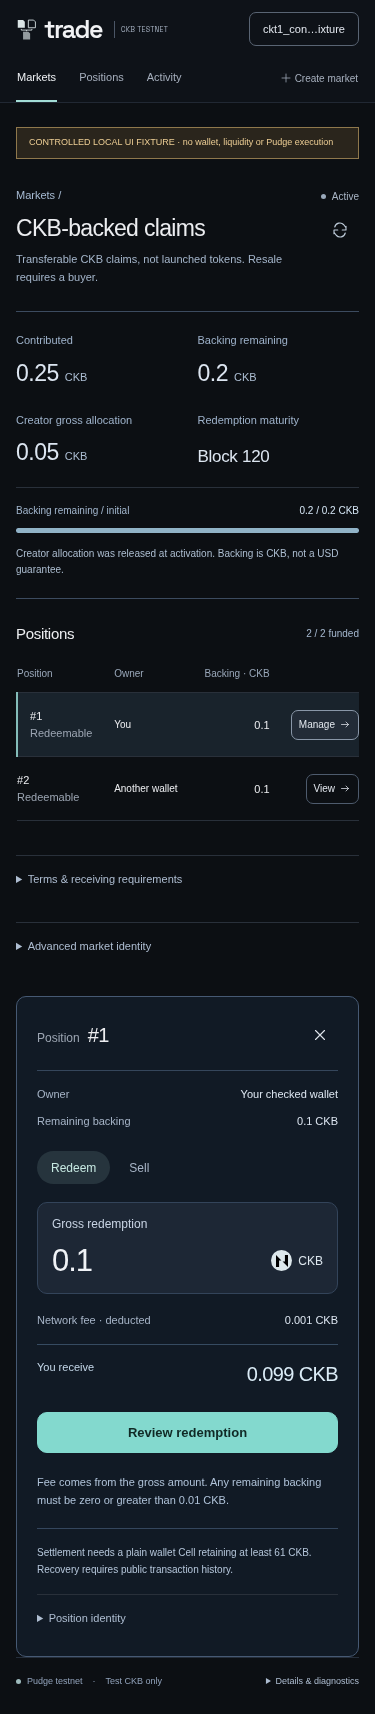 trade CKB TESTNET ckt1_con…ixture
Markets Positions Activity Create market
CONTROLLED LOCAL UI FIXTURE · no wallet, liquidity or Pudge execution
Markets / Active
CKB-backed claims
Transferable CKB claims, not launched tokens. Resale
requires a buyer.
Contributed Backing remaining
0.25 CKB 0.2 CKB
Creator gross allocation Redemption maturity
0.05 CKB Block 120
Backing remaining / initial 0.2 / 0.2 CKB
Creator allocation was released at activation. Backing is CKB, not a USD
guarantee.
Positions 2 / 2 funded
Position Owner Backing · CKB
#1
Redeemable You 0.1 Manage →
#2
Redeemable Another wallet 0.1 View →
Terms & receiving requirements
Advanced market identity
Position #1
Owner Your checked wallet
Remaining backing 0.1 CKB
Redeem Sell
Gross redemption
0.1 CKB
Network fee · deducted 0.001 CKB
You receive 0.099 CKB
Review redemption
Fee comes from the gross amount. Any remaining backing
must be zero or greater than 0.01 CKB.
Settlement needs a plain wallet Cell retaining at least 61 CKB.
Recovery requires public transaction history.
Position identity
Pudge testnet · Test CKB only Details & diagnostics